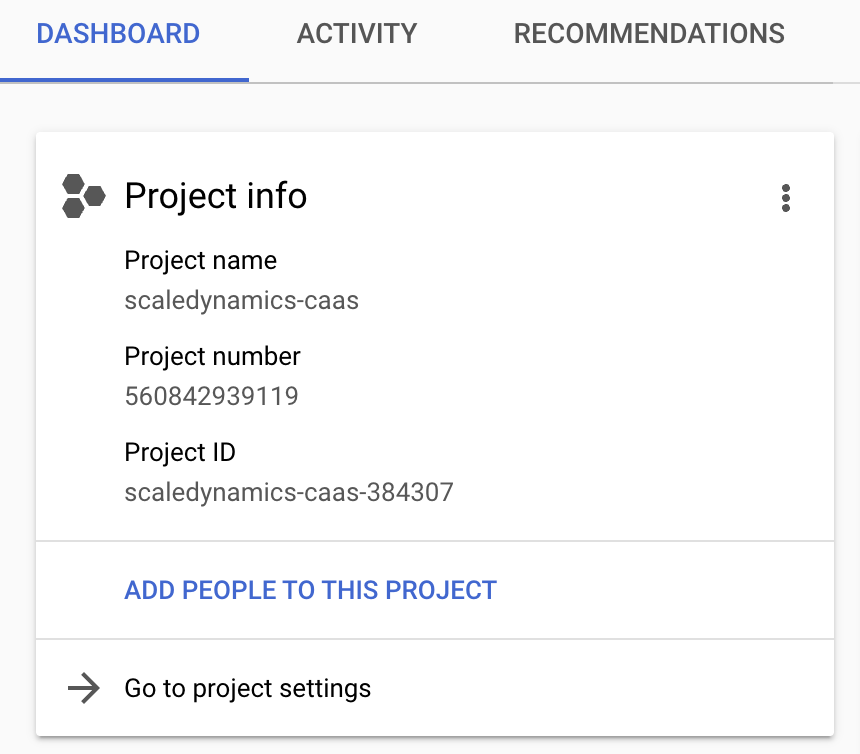 DASHBOARD ACTIVITY RECOMMENDATIONS
Project info
Project name
scaledynamics-caas
Project number
560842939119
Project ID
scaledynamics-caas-384307
ADD PEOPLE TO THIS PROJECT
Go to project settings